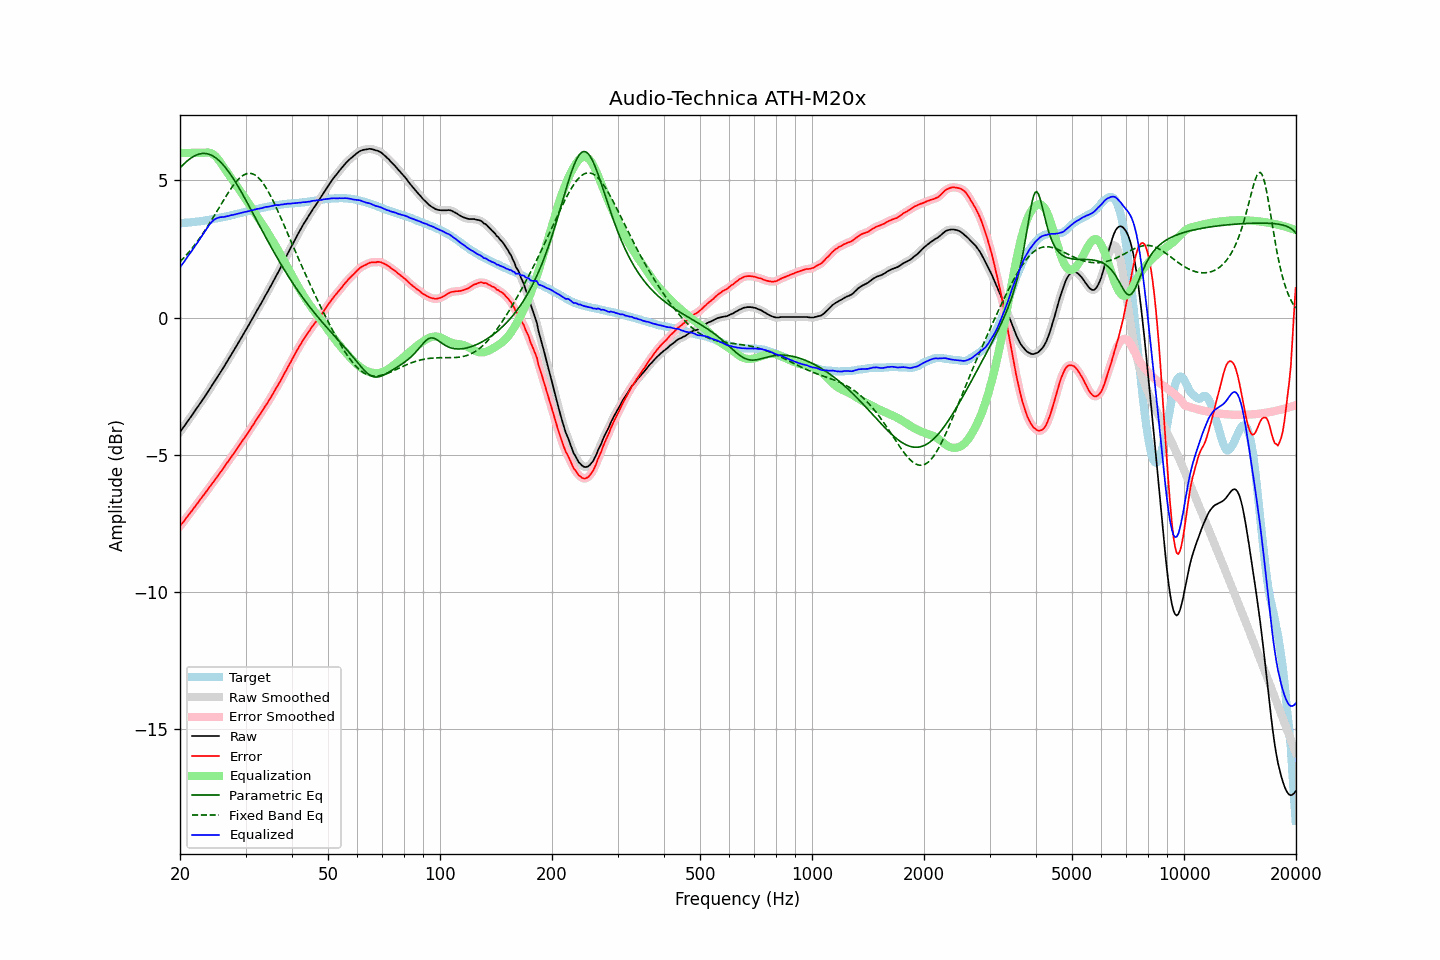 Audio-Technica ATH-M20x
Amplitude (dBr)
5
0
−5
−10
−15
Target
Raw Smoothed
Error Smoothed
Raw
Error
Equalization
Parametric Eq
Fixed Band Eq
Equalized
20 50 100 200 500 1000 2000 5000 10000 20000
Frequency (Hz)